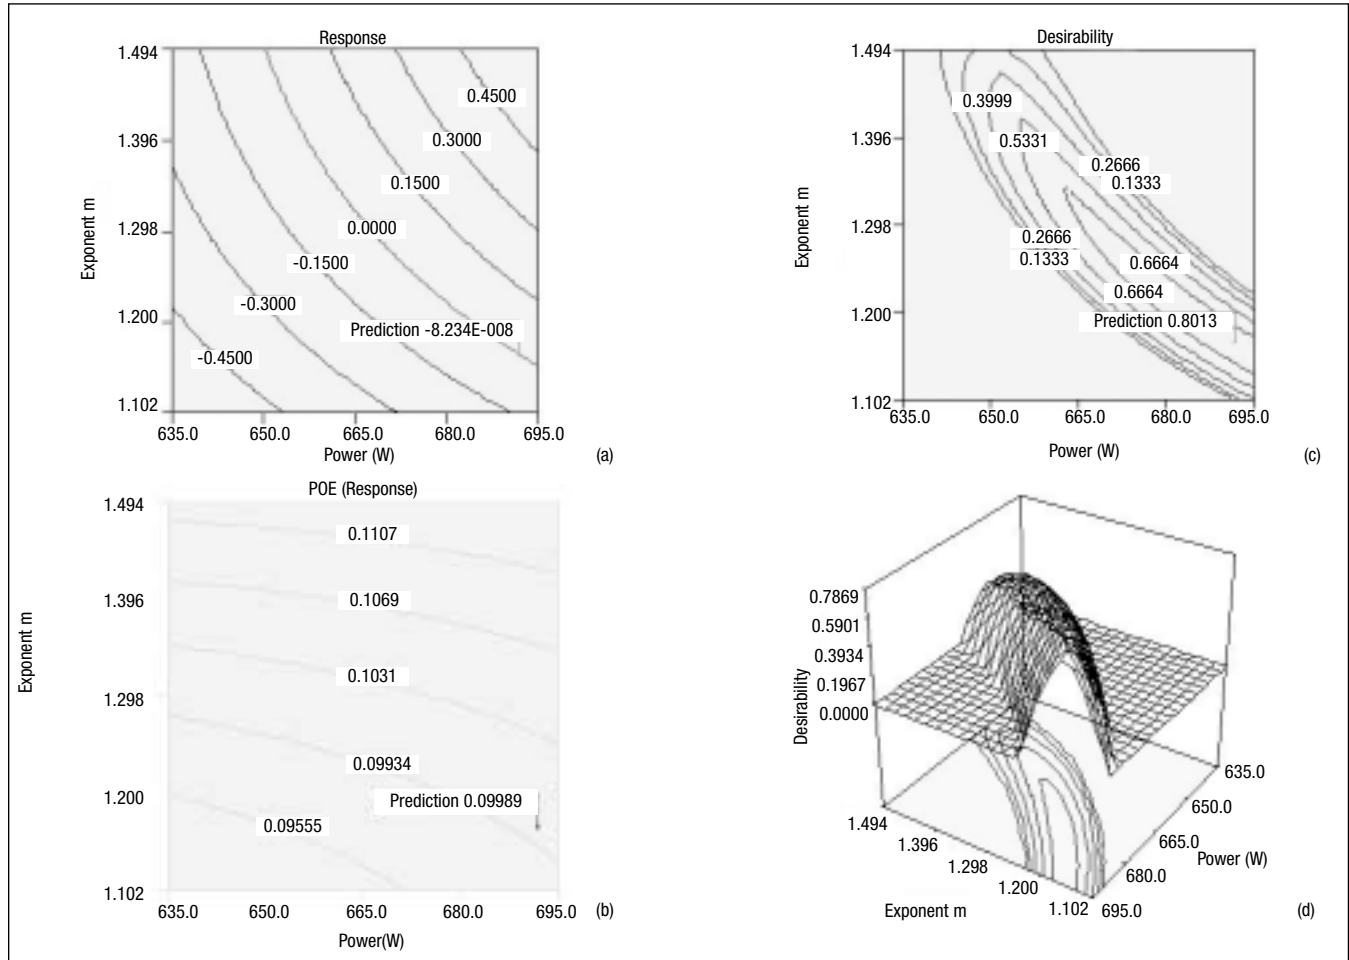 Response
1.494
1.396
1.298
1.200
1.102
Exponent m
0.4500
0.3000
0.1500
0.0000
-0.1500
-0.3000
-0.4500
Prediction -8.234E-008
635.0 650.0 665.0 680.0 695.0
Power (W)
(a)
Desirability
1.494
1.396
1.298
1.200
1.102
Exponent m
0.3999
0.5331
0.2666
0.1333
0.2666
0.1333
0.6664
0.6664
Prediction 0.8013
635.0 650.0 665.0 680.0 695.0
Power (W)
(c)
POE (Response)
1.494
1.396
1.298
1.200
1.102
Exponent m
0.1107
0.1069
0.1031
0.09934
Prediction 0.09989
0.09555
635.0 650.0 665.0 680.0 695.0
Power(W)
(b)
0.7869
0.5901
0.3934
0.1967
0.0000
Desirability
1.494
1.396
1.298
1.200
1.102
Exponent m
635.0
650.0
665.0
680.0
695.0
Power (W)
(d)